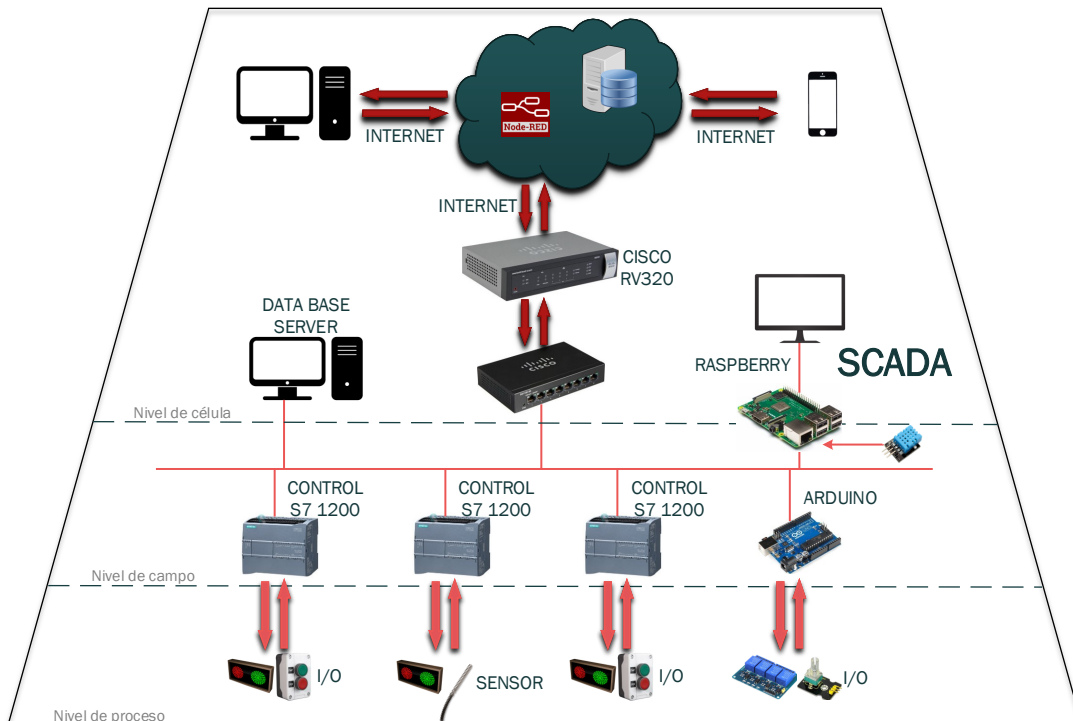 INTERNET
Node-RED
INTERNET
INTERNET
CISCO
RV320
DATA BASE
SERVER
CISCO
RASPBERRY
SCADA
Nivel de célula
CONTROL
S7 1200
CONTROL
S7 1200
CONTROL
S7 1200
ARDUINO
Nivel de campo
I/O
SENSOR
I/O
I/O
Nivel de proceso